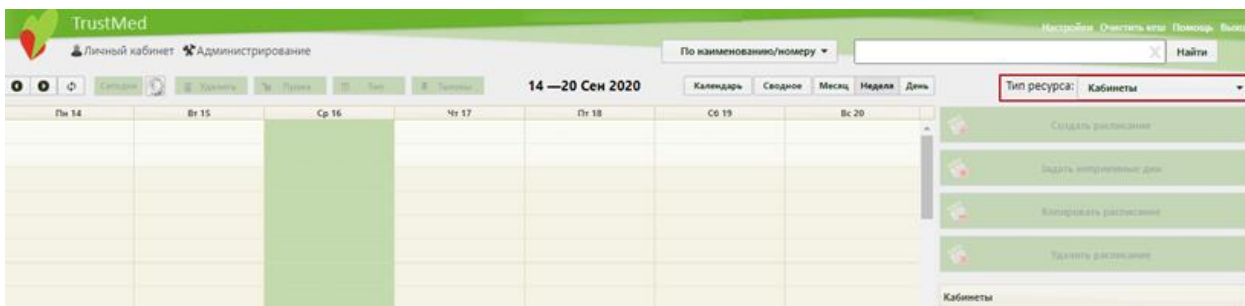 TrustMed
Настройки Очистить кеш Помощь
Личный кабинет Администрирование
По наименованию/номеру
Найти
Сегодня Удалить
14 —20 Сен 2020
Календарь Сводное Месяц Неделя День
Тип ресурса: Кабинеты
Пн 14 Вт 15 Ср 16 Чт 17 Пт 18 Сб 19 Вс 20
Создать расписание
Задать неприемные дни
Копировать расписание
Удалить расписание
Кабинеты